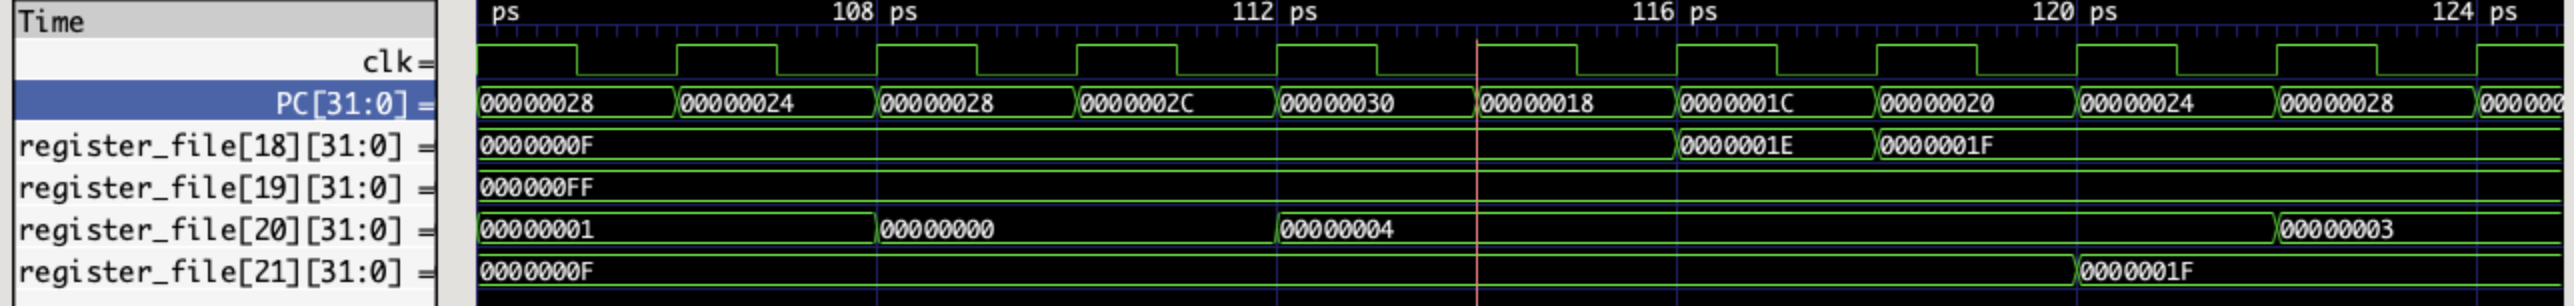 Time ps 108 ps 112 ps 116 ps 120 ps 124 ps
clk=
PC[31:0] = 00000028 00000024 00000028 0000002C 00000030 00000018 0000001C 00000020 00000024 00000028 000000
register_file[18][31:0] = 0000000F 0000001E 0000001F
register_file[19][31:0] = 000000FF
register_file[20][31:0] = 00000001 00000000 00000004 00000003
register_file[21][31:0] = 0000000F 0000001F